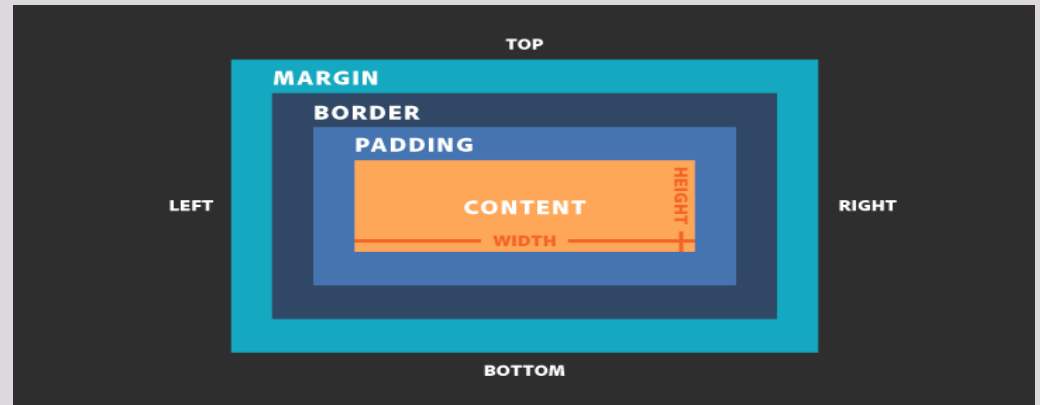 TOP
MARGIN
BORDER
PADDING
HEIGHT
LEFT
CONTENT
RIGHT
WIDTH
BOTTOM